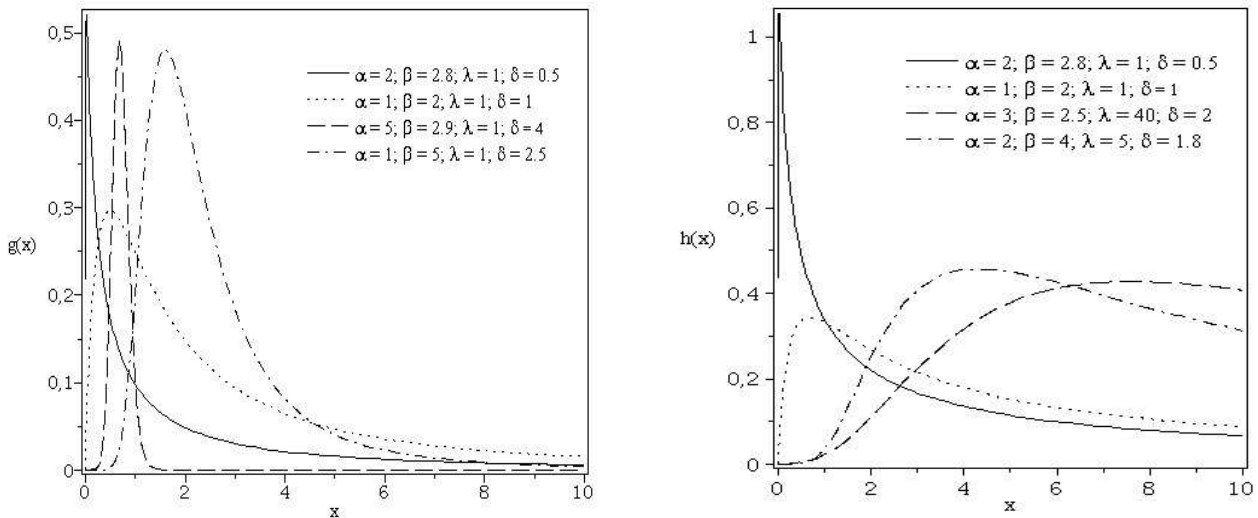 0,5
0,4
0,3
g(x)
0,2
0,1
0
0 2 4 6 8 10
x
α = 2; β = 2.8; λ = 1; δ = 0.5
α = 1; β = 2; λ = 1; δ = 1
α = 5; β = 2.9; λ = 1; δ = 4
α = 1; β = 5; λ = 1; δ = 2.5
1
0,8
0,6
h(x)
0,4
0,2
0
0 2 4 6 8 10
x
α = 2; β = 2.8; λ = 1; δ = 0.5
α = 1; β = 2; λ = 1; δ = 1
α = 3; β = 2.5; λ = 40; δ = 2
α = 2; β = 4; λ = 5; δ = 1.8